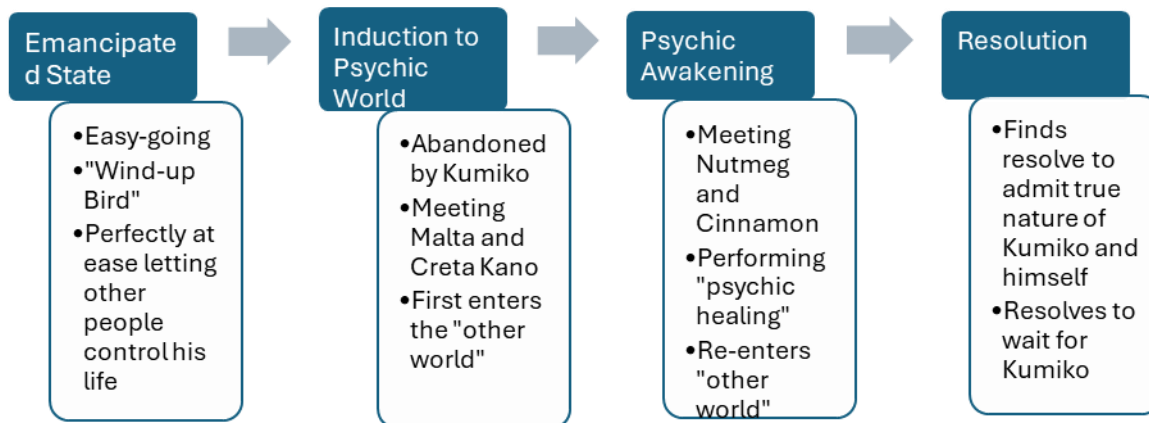 Emancipate
d State
•Easy-going
•"Wind-up
Bird"
•Perfectly at
ease letting
other
people
control his
life
Induction to
Psychic
World
•Abandoned
by Kumiko
•Meeting
Malta and
Creta Kano
•First enters
the "other
world"
Psychic
Awakening
•Meeting
Nutmeg
and
Cinnamon
•Performing
"psychic
healing"
•Re-enters
"other
world"
Resolution
•Finds
resolve to
admit true
nature of
Kumiko and
himself
•Resolves to
wait for
Kumiko